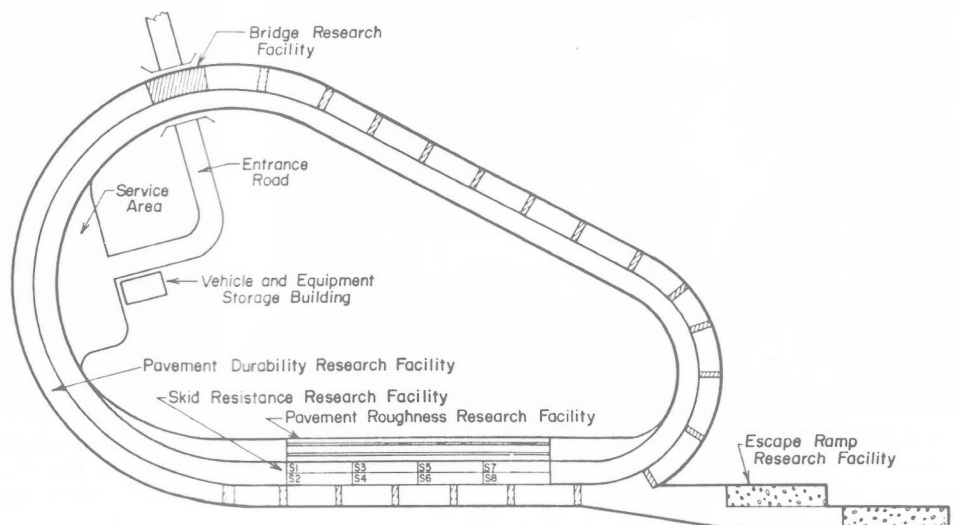 Bridge Research
Facility
Entrance
Road
Service
Area
Vehicle and Equipment
Storage Building
Pavement Durability Research Facility
Skid Resistance Research Facility
Pavement Roughness Research Facility
S1 S3 S5 S7
S2 S4 S6 S8
Escape Ramp
Research Facility